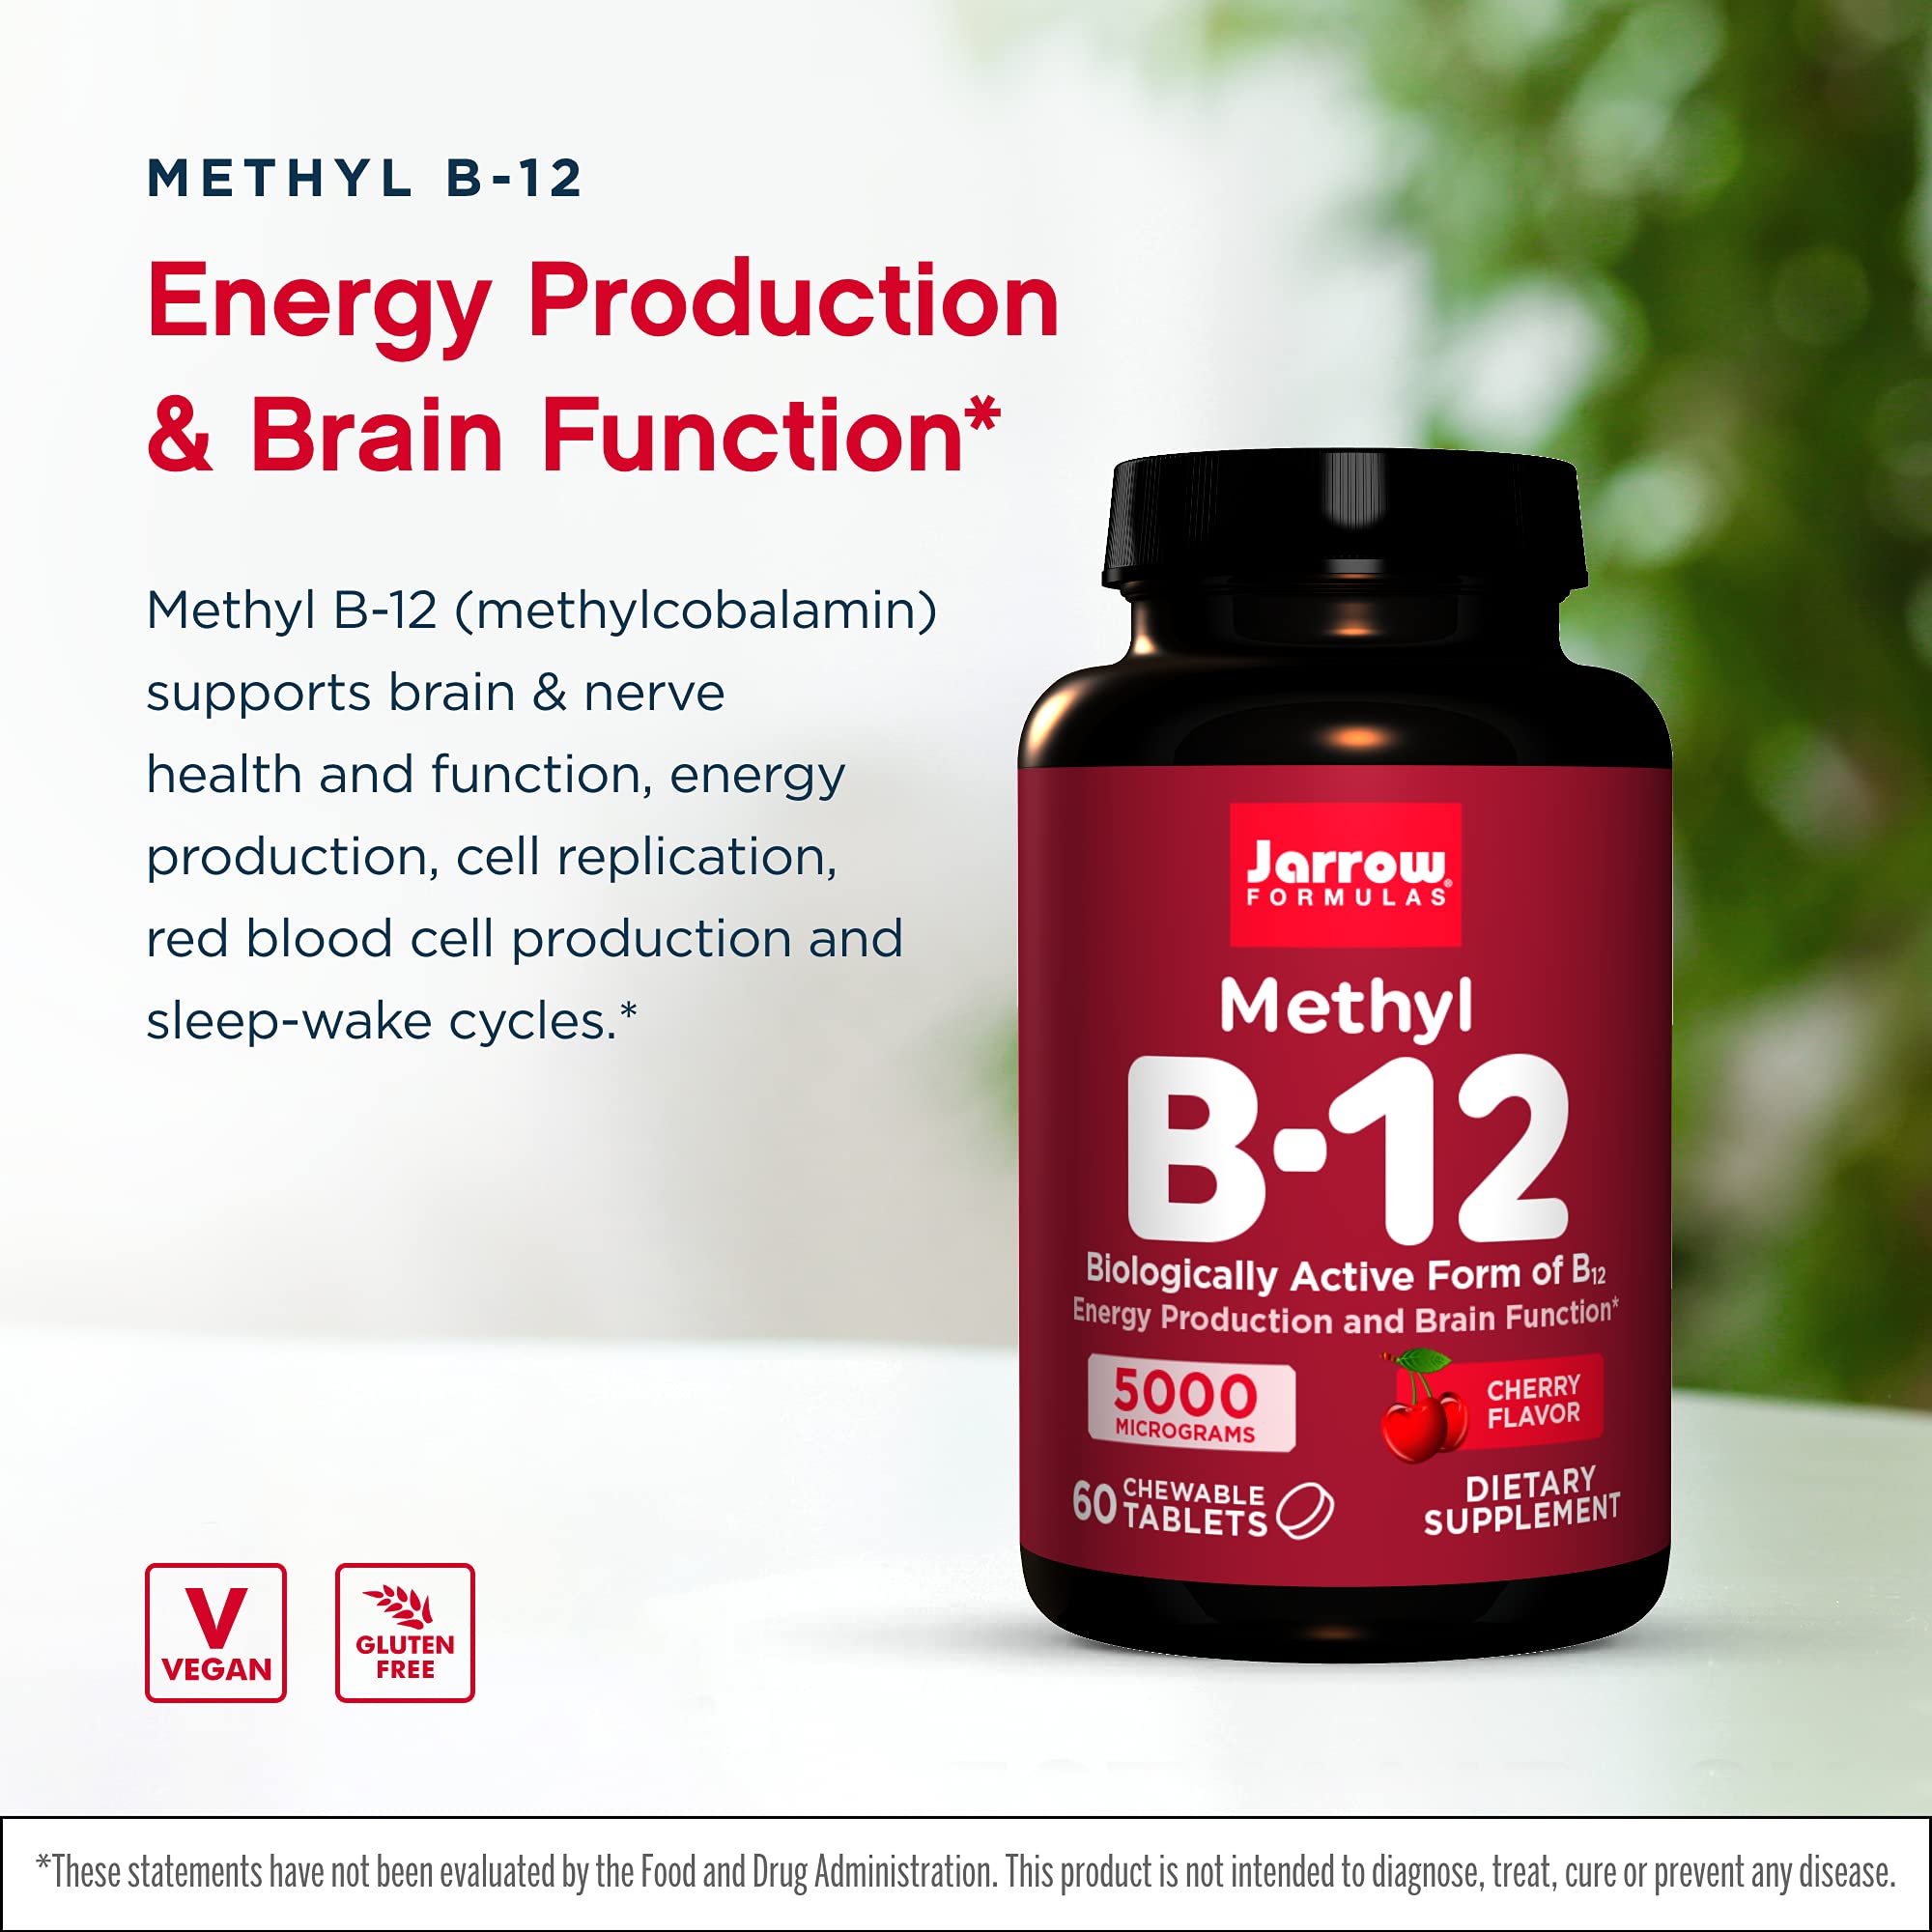 METHYL B-12
Energy Production
& Brain Function*
Methyl B-12 (methylcobalamin)
supports brain & nerve
health and function, energy
production, cell replication,
red blood cell production and
sleep-wake cycles.*
Jarrow®
FORMULAS
Methyl
B-12
Biologically Active Form of B₁₂
Energy Production and Brain Function*
5000
MICROGRAMS
CHERRY
FLAVOR
60 CHEWABLE
TABLETS
DIETARY
SUPPLEMENT
V
VEGAN
GLUTEN
FREE
*These statements have not been evaluated by the Food and Drug Administration. This product is not intended to diagnose, treat, cure or prevent any disease.